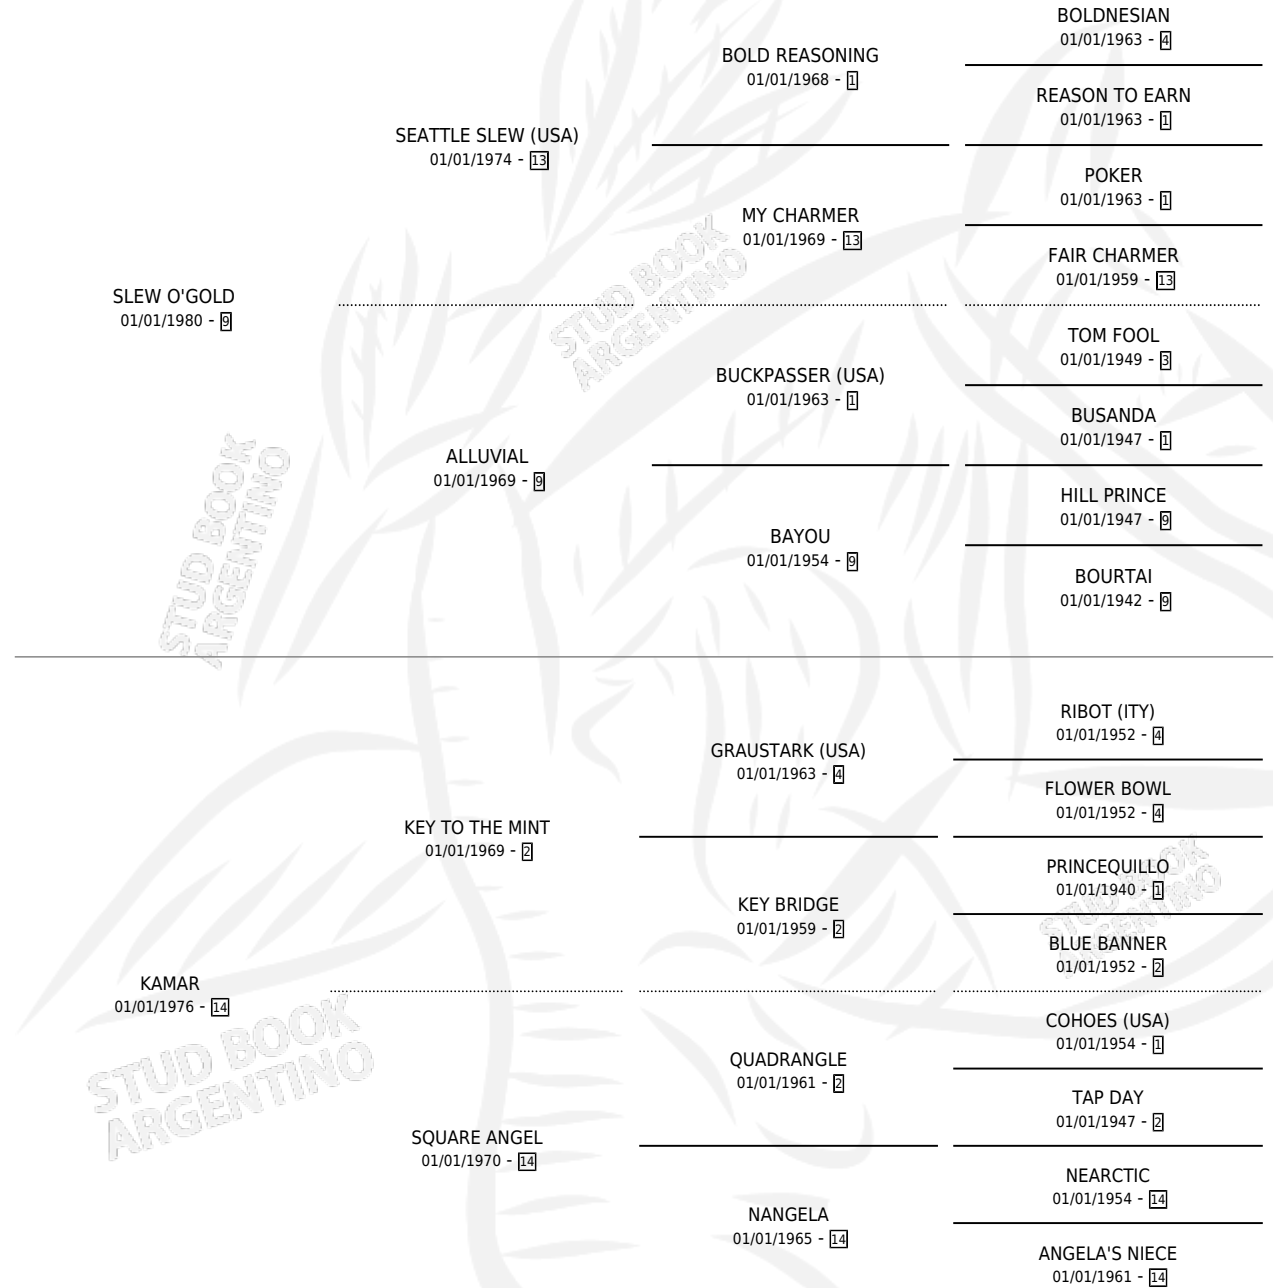 BOLDNESIAN
01/01/1963 - 4
BOLD REASONING
01/01/1968 - 1
REASON TO EARN
01/01/1963 - 1
SEATTLE SLEW (USA)
01/01/1974 - 13
POKER
01/01/1963 - 1
MY CHARMER
01/01/1969 - 13
FAIR CHARMER
01/01/1959 - 13
SLEW O'GOLD
01/01/1980 - 9
TOM FOOL
01/01/1949 - 3
BUCKPASSER (USA)
01/01/1963 - 1
BUSANDA
01/01/1947 - 1
ALLUVIAL
01/01/1969 - 9
HILL PRINCE
01/01/1947 - 9
BAYOU
01/01/1954 - 9
BOURTAI
01/01/1942 - 9
RIBOT (ITY)
01/01/1952 - 4
GRAUSTARK (USA)
01/01/1963 - 4
FLOWER BOWL
01/01/1952 - 4
KEY TO THE MINT
01/01/1969 - 2
PRINCEQUILLO
01/01/1940 - 1
KEY BRIDGE
01/01/1959 - 2
BLUE BANNER
01/01/1952 - 2
KAMAR
01/01/1976 - 14
COHOES (USA)
01/01/1954 - 1
QUADRANGLE
01/01/1961 - 2
TAP DAY
01/01/1947 - 2
SQUARE ANGEL
01/01/1970 - 14
NEARCTIC
01/01/1954 - 14
NANGELA
01/01/1965 - 14
ANGELA'S NIECE
01/01/1961 - 14
STUD BOOK
ARGENTINO
STUD BOOK
ARGENTINO
STUD BOOK
ARGENTINO
STUD BOOK
ARGENTINO